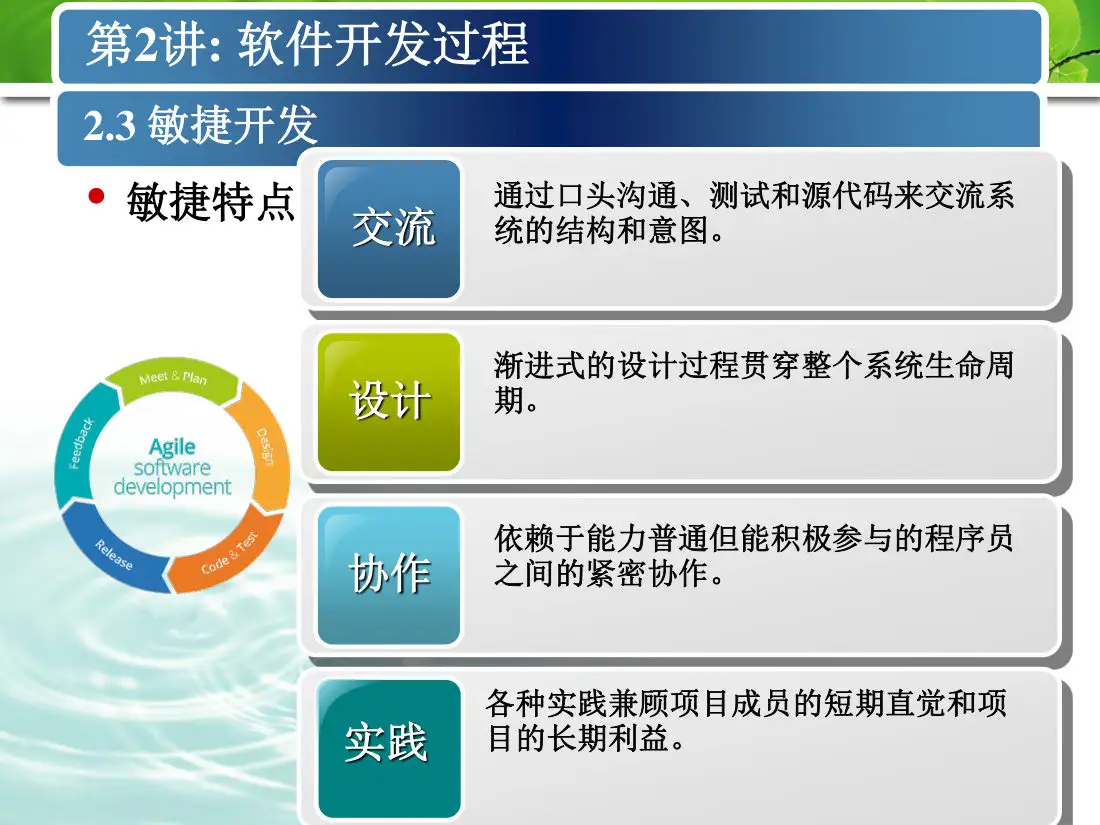 第2讲: 软件开发过程
2.3 敏捷开发
• 敏捷特点
交流
通过口头沟通、测试和源代码来交流系
统的结构和意图。
设计
渐进式的设计过程贯穿整个系统生命周
期。
协作
依赖于能力普通但能积极参与的程序员
之间的紧密协作。
实践
各种实践兼顾项目成员的短期直觉和项
目的长期利益。
Meet & Plan
Design
Code & Test
Release
Feedback
Agile
software
development